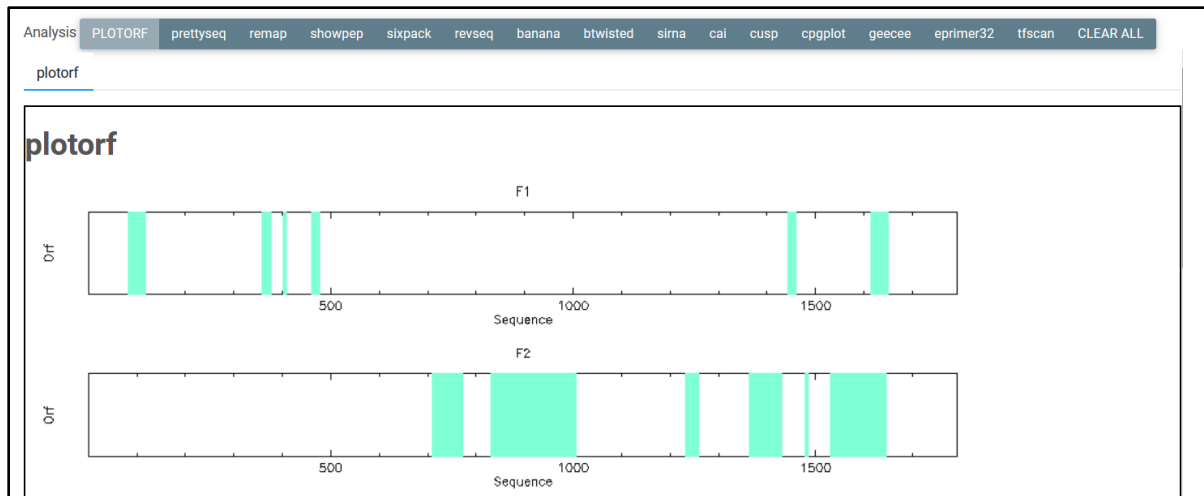 Analysis PLOTORF prettyseq remap showpep sixpack revseq banana btwisted sirna cai cusp cpgplot geecee eprimer32 tfscan CLEAR ALL
plotorf
plotorf
F1
Orf
500 1000 1500
Sequence
F2
Orf
500 1000 1500
Sequence